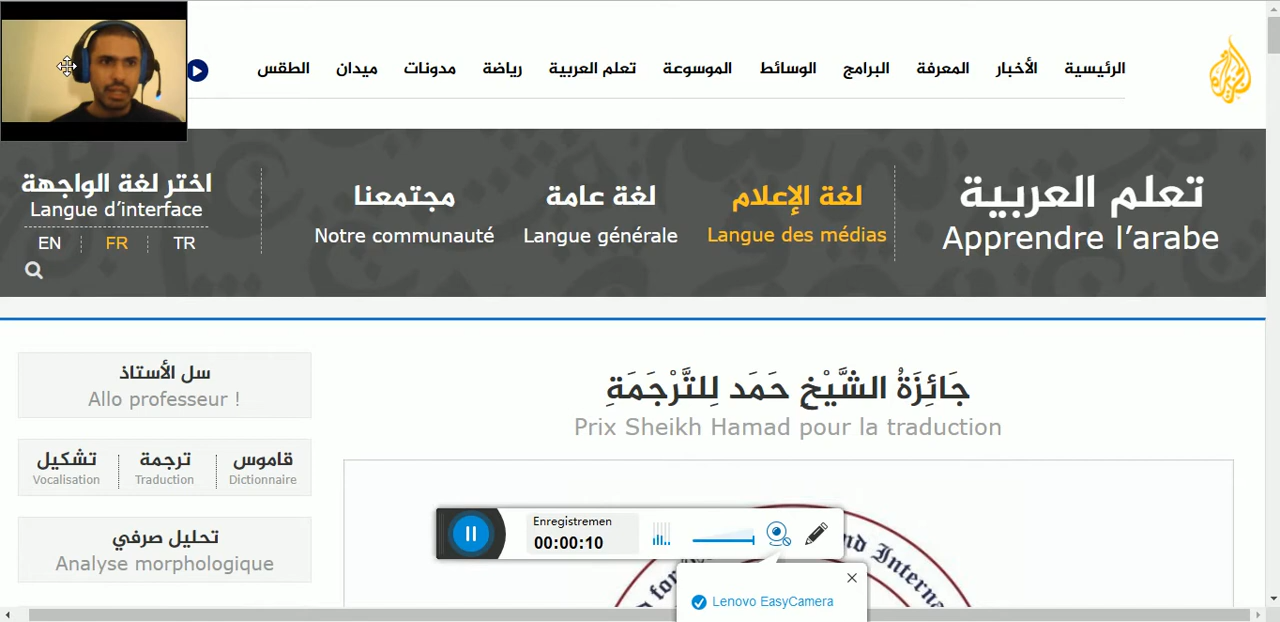 الرئيسية الأخبار المعرفة البرامج الوسائط الموسوعة تعلم العربية رياضة مدونات ميدان الطقس
تعلم العربية
Apprendre l’arabe
لغة الإعلام
Langue des médias
لغة عامة
Langue générale
مجتمعنا
Notre communauté
اختر لغة الواجهة
Langue d’interface
EN FR TR
جَائِزَةُ الشَّيْخِ حَمَد لِلتَّرْجَمَةِ
Prix Sheikh Hamad pour la traduction
سل الأستاذ
Allo professeur !
قاموس
Dictionnaire
ترجمة
Traduction
تشكيل
Vocalisation
تحليل صرفي
Analyse morphologique
Enregistremen
00:00:10
Lenovo EasyCamera
and Internat